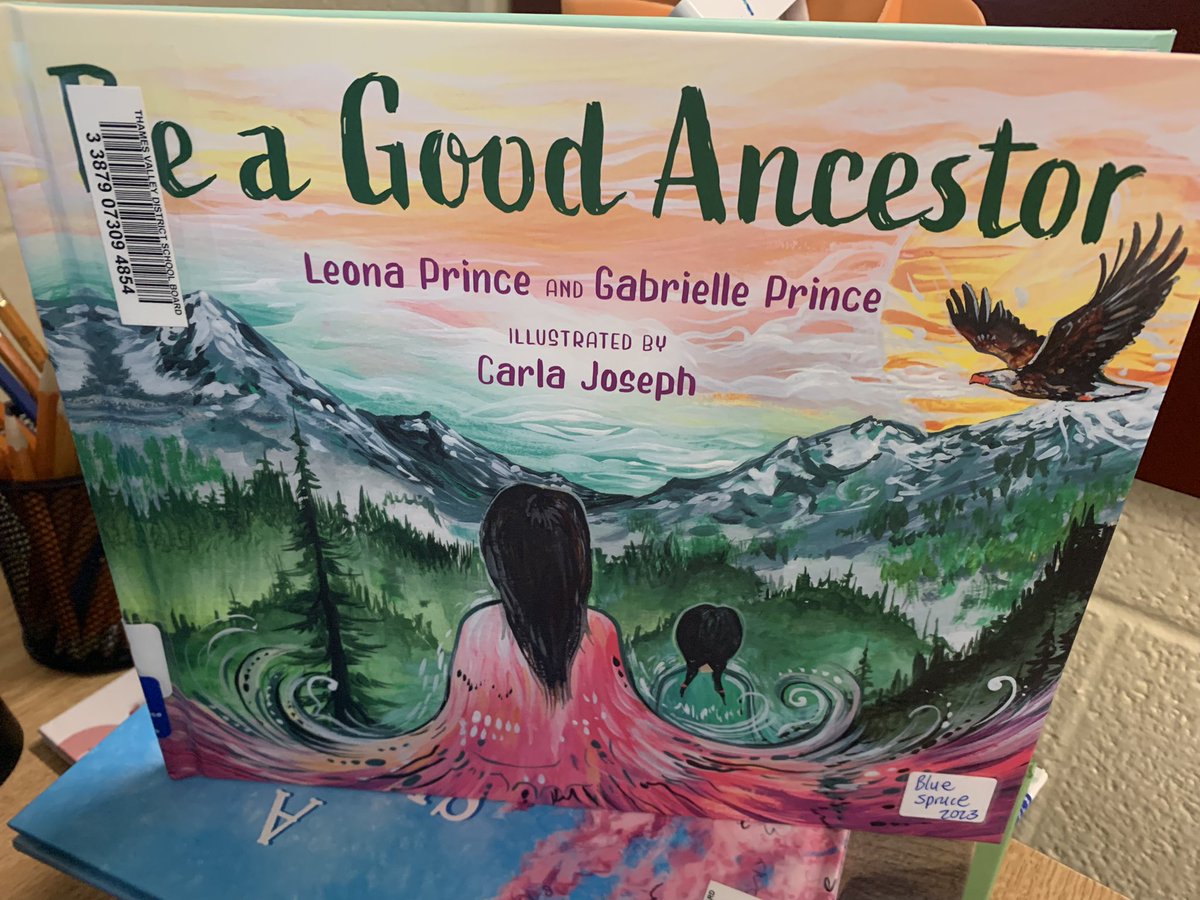 Be a Good Ancestor
THAMES VALLEY DISTRICT SCHOOL BOARD
3 3879 07309 4854
Leona Prince AND Gabrielle Prince
ILLUSTRATED BY
Carla Joseph
Blue
Spruce
2023
A